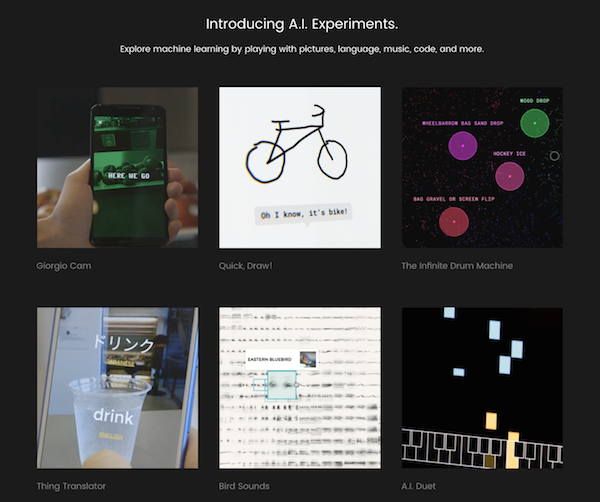 Introducing A.I. Experiments.
Explore machine learning by playing with pictures, language, music, code, and more.
HERE WE GO
Oh I know, it's bike!
WOOD DROP
WHEELBARROW BAG SAND DROP
HOCKEY ICE
BAG GRAVEL OR SCREEN FLIP
Giorgio Cam
Quick, Draw!
The Infinite Drum Machine
ドリンク
JAPANESE
drink
ENGLISH
EASTERN BLUEBIRD
Thing Translator
Bird Sounds
A.I. Duet